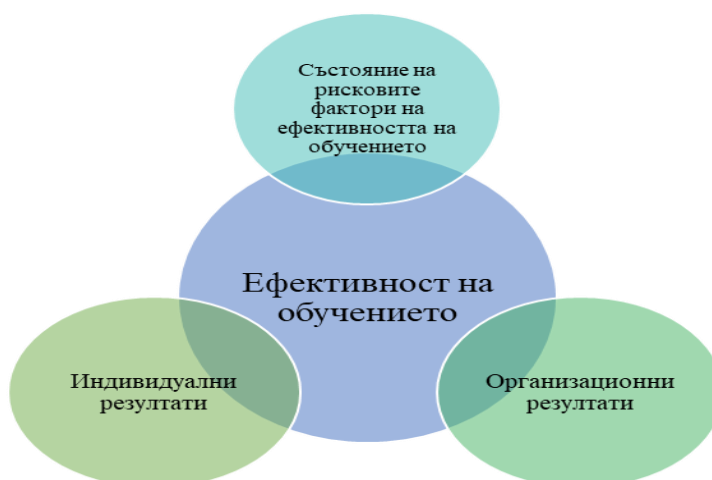 Състояние на
рисковите
фактори на
ефективността на
обучението
Ефективност на
обучението
Индивидуални
резултати
Организационни
резултати